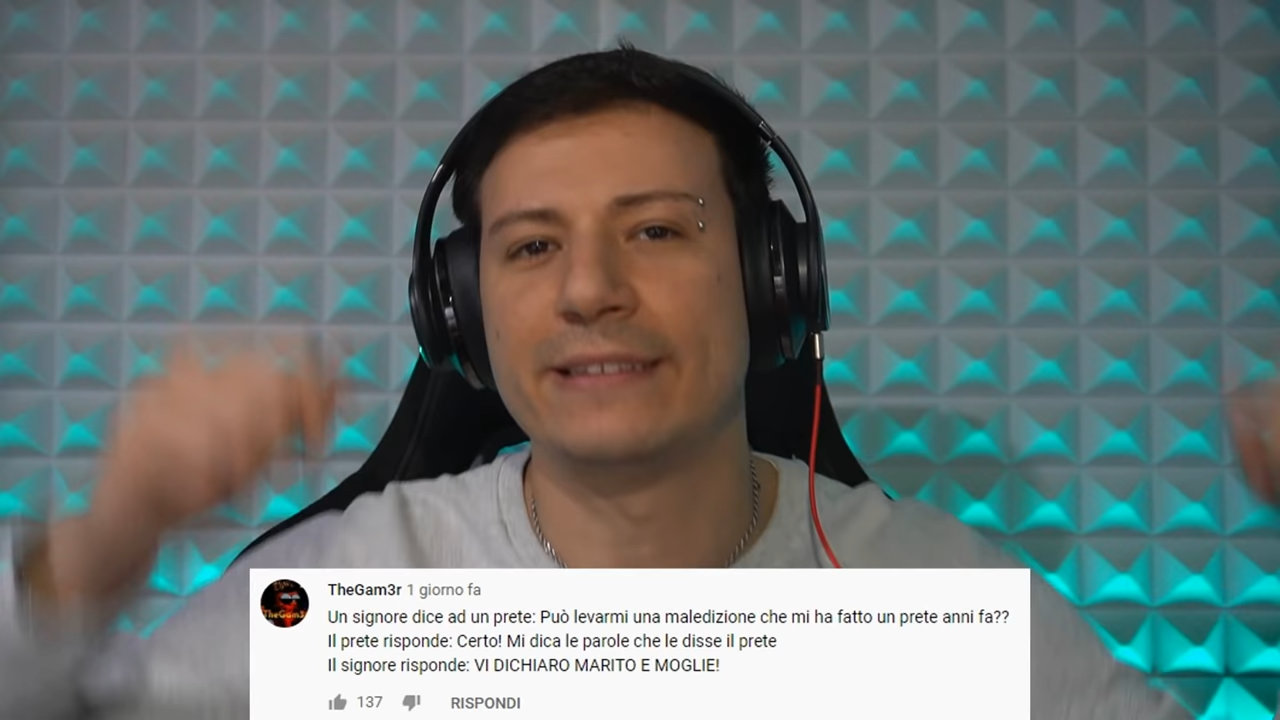 TheGam3r 1 giorno fa
Un signore dice ad un prete: Può levarmi una maledizione che mi ha fatto un prete anni fa??
Il prete risponde: Certo! Mi dica le parole che le disse il prete
Il signore risponde: VI DICHIARO MARITO E MOGLIE!
137 RISPONDI